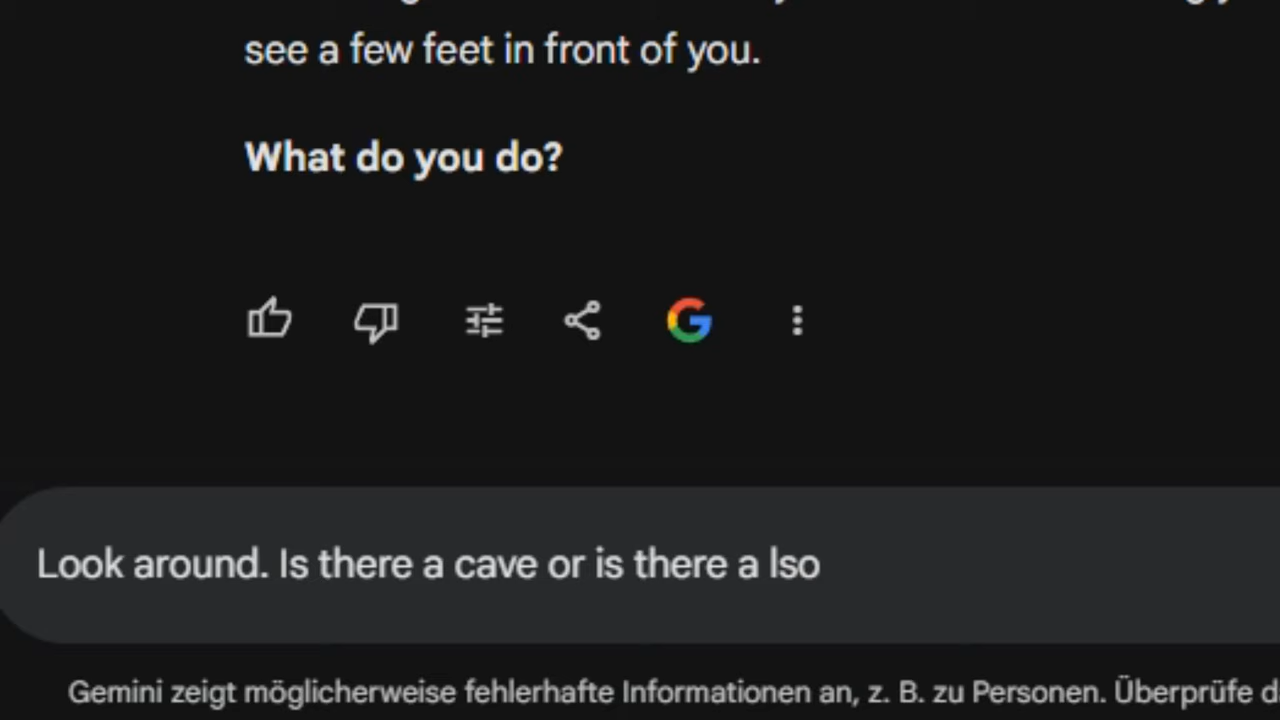 see a few feet in front of you.
What do you do?
Look around. Is there a cave or is there a lso
Gemini zeigt möglicherweise fehlerhafte Informationen an, z. B. zu Personen. Überprüfe